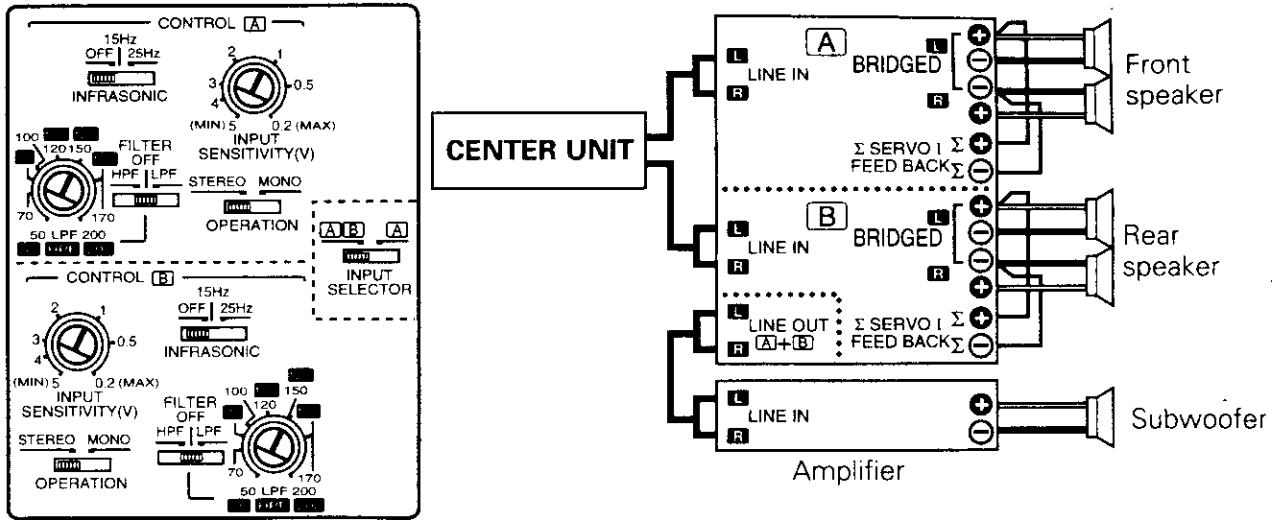 CONTROL A
15Hz
OFF 25Hz
INFRASONIC
2 1
3 0.5
4
(MIN) 5 0.2 (MAX)
INPUT
SENSITIVITY(V)
100 120 150
70 170
50 LPF 200
FILTER
OFF
HPF LPF
STEREO MONO
OPERATION
A B A
INPUT
SELECTOR
CONTROL B
2 1
3 0.5
4
(MIN) 5 0.2 (MAX)
INPUT
SENSITIVITY(V)
15Hz
OFF 25Hz
INFRASONIC
STEREO MONO
OPERATION
FILTER
OFF
HPF LPF
100 120 150
70 170
50 LPF 200
CENTER UNIT
A
L
LINE IN
R
BRIDGED
L
R
+
−
−
+
Σ SERVO I Σ +
FEED BACK Σ −
Front
speaker
B
L
LINE IN
R
BRIDGED
L
R
+
−
−
+
Σ SERVO I Σ +
FEED BACK Σ −
Rear
speaker
L
LINE OUT
R
A+B
L
LINE IN
R
+
−
Subwoofer
Amplifier